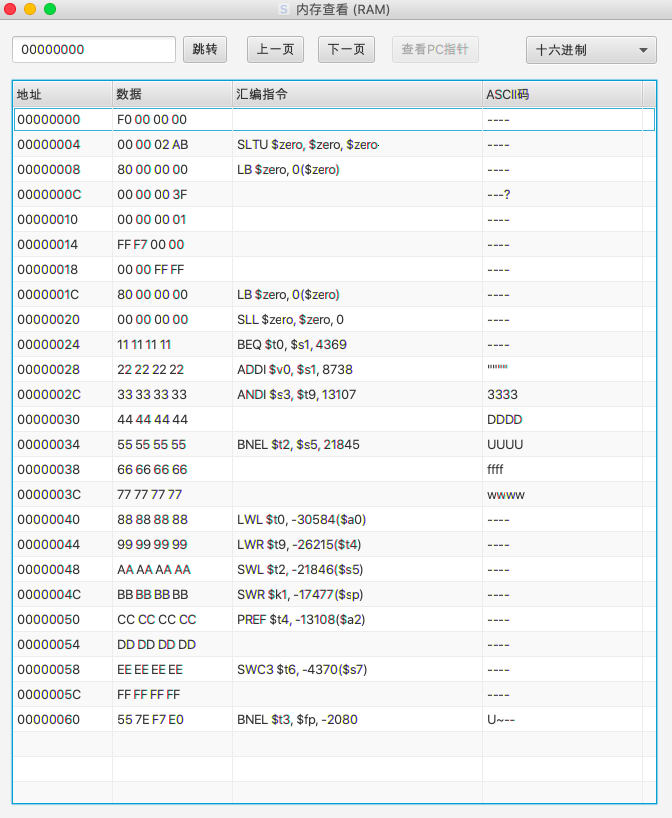 S 内存查看 (RAM)
00000000 跳转 上一页 下一页 查看PC指针 十六进制
地址 数据 汇编指令 ASCII码
00000000 F0 00 00 00 ----
00000004 00 00 02 AB SLTU $zero, $zero, $zero ----
00000008 80 00 00 00 LB $zero, 0($zero) ----
0000000C 00 00 00 3F ---?
00000010 00 00 00 01 ----
00000014 FF F7 00 00 ----
00000018 00 00 FF FF ----
0000001C 80 00 00 00 LB $zero, 0($zero) ----
00000020 00 00 00 00 SLL $zero, $zero, 0 ----
00000024 11 11 11 11 BEQ $t0, $s1, 4369 ----
00000028 22 22 22 22 ADDI $v0, $s1, 8738 """"
0000002C 33 33 33 33 ANDI $s3, $t9, 13107 3333
00000030 44 44 44 44 DDDD
00000034 55 55 55 55 BNEL $t2, $s5, 21845 UUUU
00000038 66 66 66 66 ffff
0000003C 77 77 77 77 wwww
00000040 88 88 88 88 LWL $t0, -30584($a0) ----
00000044 99 99 99 99 LWR $t9, -26215($t4) ----
00000048 AA AA AA AA SWL $t2, -21846($s5) ----
0000004C BB BB BB BB SWR $k1, -17477($sp) ----
00000050 CC CC CC CC PREF $t4, -13108($a2) ----
00000054 DD DD DD DD ----
00000058 EE EE EE EE SWC3 $t6, -4370($s7) ----
0000005C FF FF FF FF ----
00000060 55 7E F7 E0 BNEL $t3, $fp, -2080 U~--